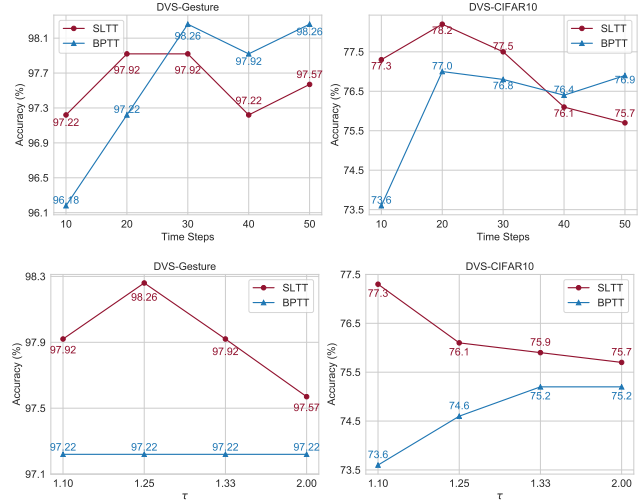 DVS-Gesture
Accuracy (%)
98.1
97.7
97.3
96.9
96.5
96.1
SLTT
BPTT
97.22
97.92
97.92
97.22
97.57
96.18
97.22
98.26
97.92
98.26
10 20 30 40 50
Time Steps
DVS-CIFAR10
Accuracy (%)
77.5
76.5
75.5
74.5
73.5
SLTT
BPTT
77.3
78.2
77.5
76.1
75.7
73.6
77.0
76.8
76.4
76.9
10 20 30 40 50
Time Steps
DVS-Gesture
Accuracy (%)
98.3
97.9
97.5
97.1
SLTT
BPTT
97.92
98.26
97.92
97.57
97.22
97.22
97.22
97.22
1.10 1.25 1.33 2.00
τ
DVS-CIFAR10
Accuracy (%)
77.5
76.5
75.5
74.5
73.5
SLTT
BPTT
77.3
76.1
75.9
75.7
73.6
74.6
75.2
75.2
1.10 1.25 1.33 2.00
τ